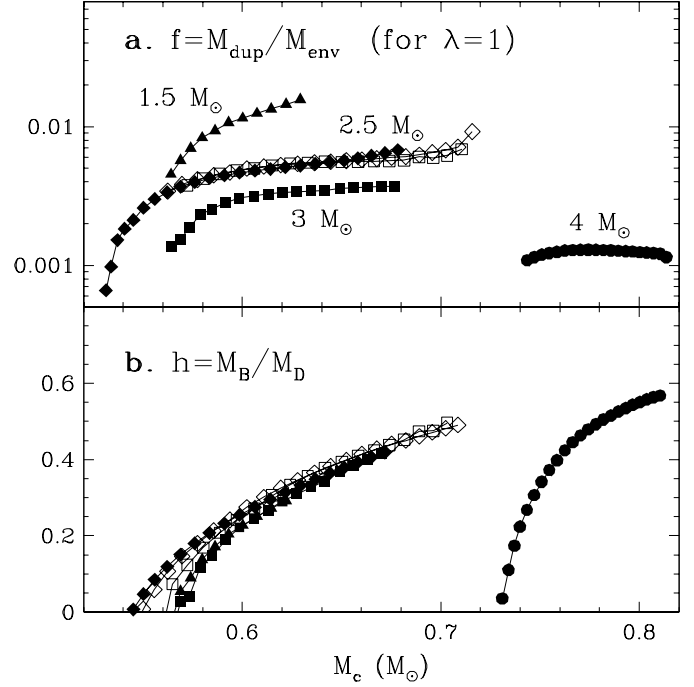 a. f=M_dup/M_env (for λ=1)
1.5 M⊙
0.01
2.5 M⊙
3 M⊙
4 M⊙
0.001
b. h=M_B/M_D
0.6
0.4
0.2
0
0.6 0.7 0.8
M_c (M⊙)